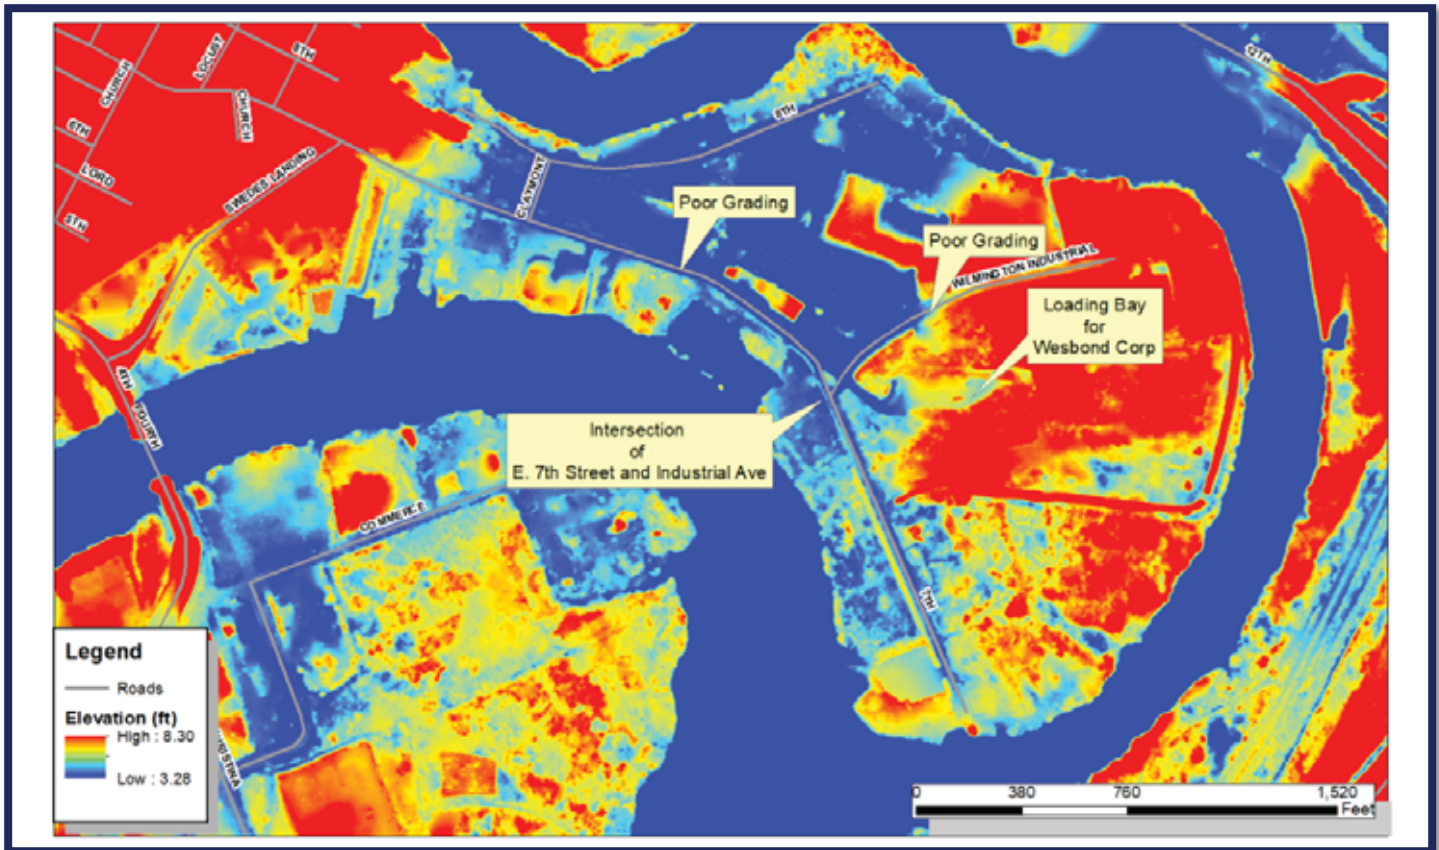 12TH
8TH
LOCUST
CHURCH
CHURCH
6TH
LORD
5TH
SWEDES LANDING
8TH
CLAYMONT
Poor Grading
Poor Grading
WILMINGTON INDUSTRIAL
Loading Bay
for
Wesbond Corp
4TH
FOURTH
Intersection
of
E. 7th Street and Industrial Ave
COMMERCE
7TH
Legend
Roads
Elevation (ft)
High : 8.30
Low : 3.28
0 380 760 1,520
Feet